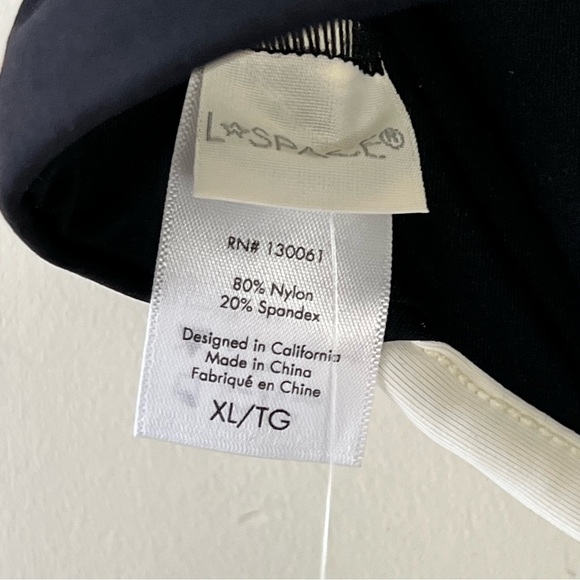 L☆SPACE®
RN# 130061
80% Nylon
20% Spandex
Designed in California
Made in China
Fabriqué en Chine
XL/TG